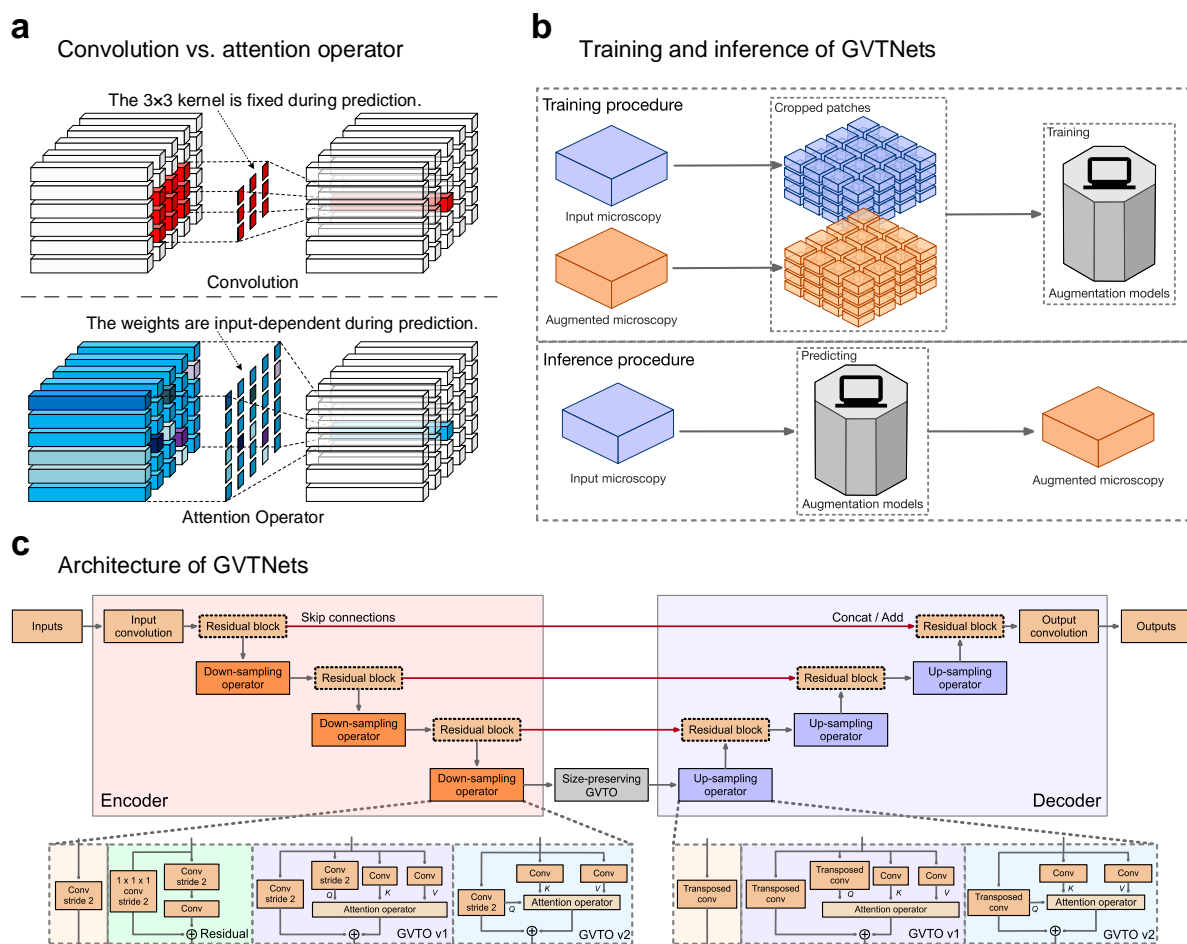 a
Convolution vs. attention operator
The 3×3 kernel is fixed during prediction.
Convolution
The weights are input-dependent during prediction.
Attention Operator
b
Training and inference of GVTNets
Training procedure
Cropped patches
Training
Input microscopy
Augmented microscopy
Augmentation models
Inference procedure
Predicting
Input microscopy
Augmentation models
Augmented microscopy
c
Architecture of GVTNets
Inputs
Input
convolution
Residual block
Skip connections
Concat / Add
Residual block
Output
convolution
Outputs
Down-sampling
operator
Residual block
Residual block
Up-sampling
operator
Down-sampling
operator
Residual block
Residual block
Up-sampling
operator
Encoder
Down-sampling
operator
Size-preserving
GVTO
Up-sampling
operator
Decoder
Conv
stride 2
1 x 1 x 1
conv
stride 2
Conv
stride 2
Conv
Residual
Conv
stride 2
Conv
stride 2
Conv
Conv
Q
K
V
Attention operator
GVTO v1
Conv
stride 2
Conv
Conv
K
V
Q
Attention operator
GVTO v2
Transposed
conv
Transposed
conv
Transposed
conv
Conv
Conv
Q
K
V
Attention operator
GVTO v1
Transposed
conv
Conv
Conv
K
V
Q
Attention operator
GVTO v2